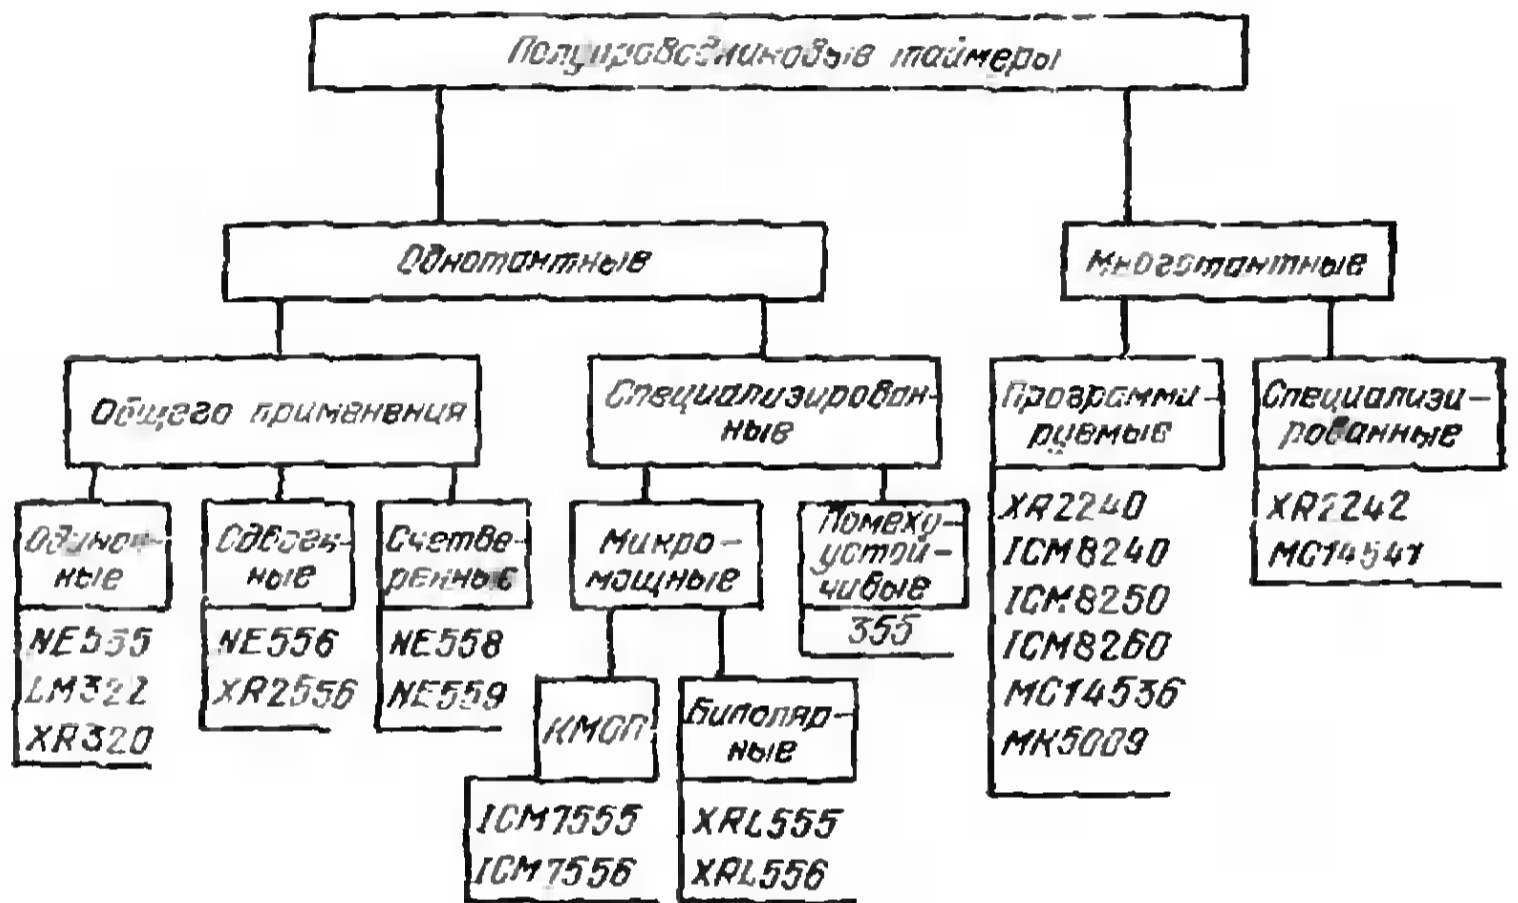 Полупроводниковые таймеры
Однотактные
Многотактные
Общего применения
Специализирован-
ные
Программи-
руемые
Специализи-
рованные
Одиноч-
ные
Сдвоен-
ные
Счетве-
ренные
Микро-
мощные
Помехо-
устой-
чивые
NE555
LM322
XR320
NE556
XR2556
NE558
NE559
355
КМОП
Биполяр-
ные
ICM7555
ICM7556
XRL555
XRL556
XR2240
ICM8240
ICM8250
ICM8260
MC14536
MK5009
XR2242
MC14541